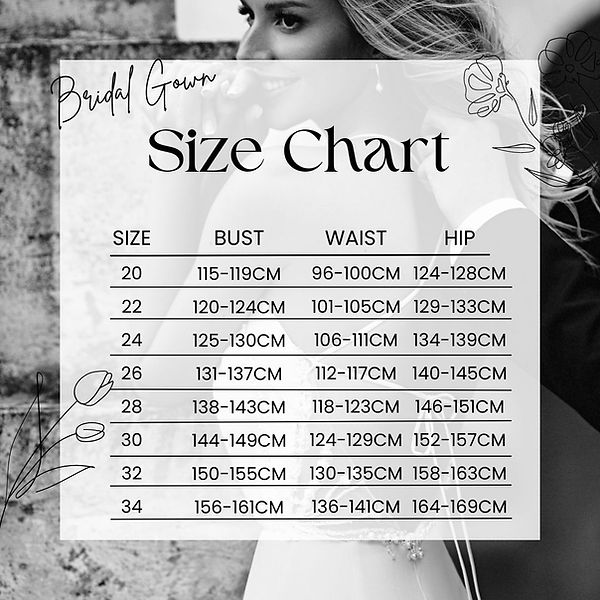 Bridal Gown
Size Chart
SIZE BUST WAIST HIP
20 115-119CM 96-100CM 124-128CM
22 120-124CM 101-105CM 129-133CM
24 125-130CM 106-111CM 134-139CM
26 131-137CM 112-117CM 140-145CM
28 138-143CM 118-123CM 146-151CM
30 144-149CM 124-129CM 152-157CM
32 150-155CM 130-135CM 158-163CM
34 156-161CM 136-141CM 164-169CM